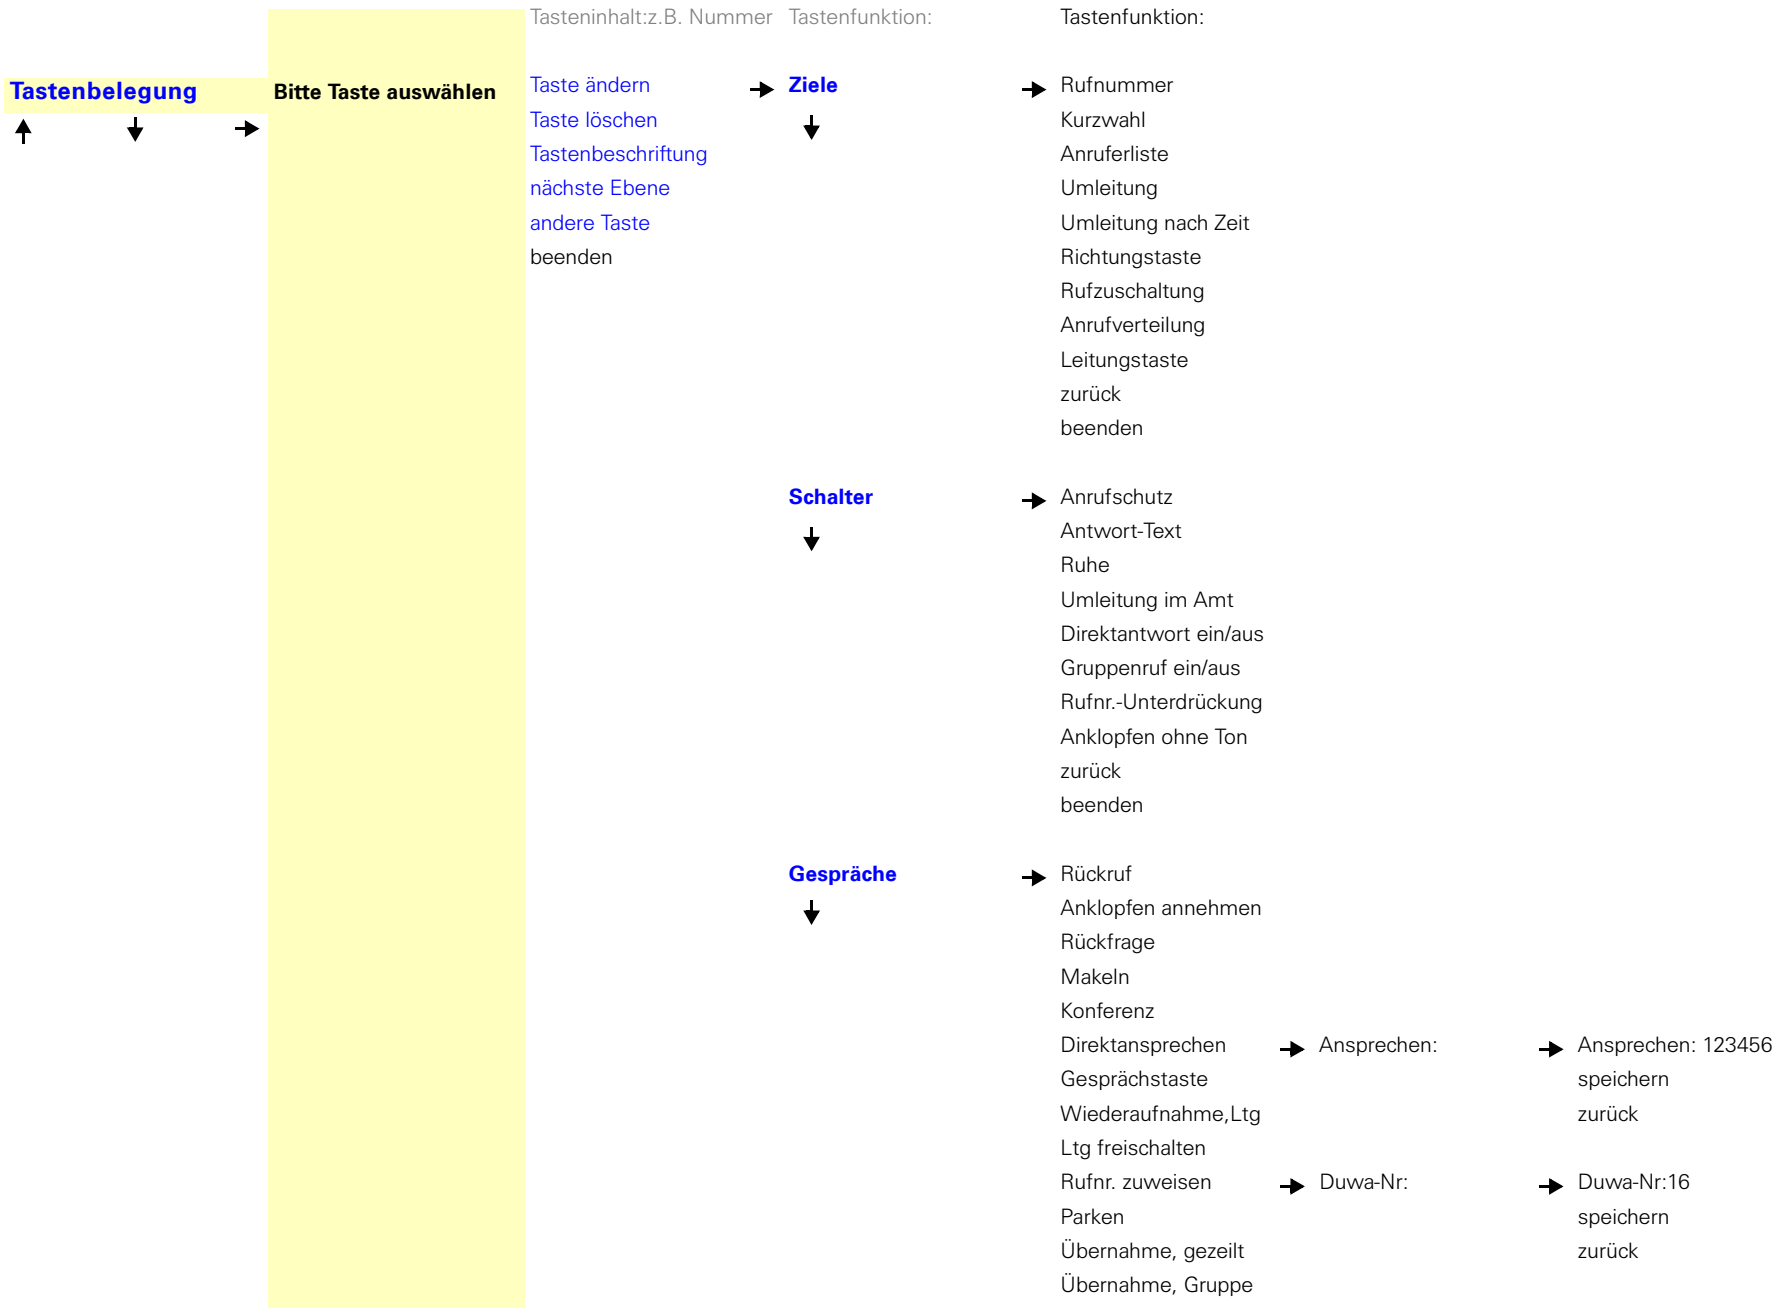 Tasteninhalt:z.B. Nummer
Tastenfunktion:
Tastenfunktion:
Tastenbelegung
Bitte Taste auswählen
Taste ändern
Taste löschen
Tastenbeschriftung
nächste Ebene
andere Taste
beenden
Ziele
Rufnummer
Kurzwahl
Anruferliste
Umleitung
Umleitung nach Zeit
Richtungstaste
Rufzuschaltung
Anrufverteilung
Leitungstaste
zurück
beenden
Schalter
Anrufschutz
Antwort-Text
Ruhe
Umleitung im Amt
Direktantwort ein/aus
Gruppenruf ein/aus
Rufnr.-Unterdrückung
Anklopfen ohne Ton
zurück
beenden
Gespräche
Rückruf
Anklopfen annehmen
Rückfrage
Makeln
Konferenz
Direktansprechen
Ansprechen:
Ansprechen: 123456
speichern
zurück
Gesprächstaste
Wiederaufnahme,Ltg
Ltg freischalten
Rufnr. zuweisen
Duwa-Nr:
Duwa-Nr:16
speichern
zurück
Parken
Übernahme, gezeilt
Übernahme, Gruppe